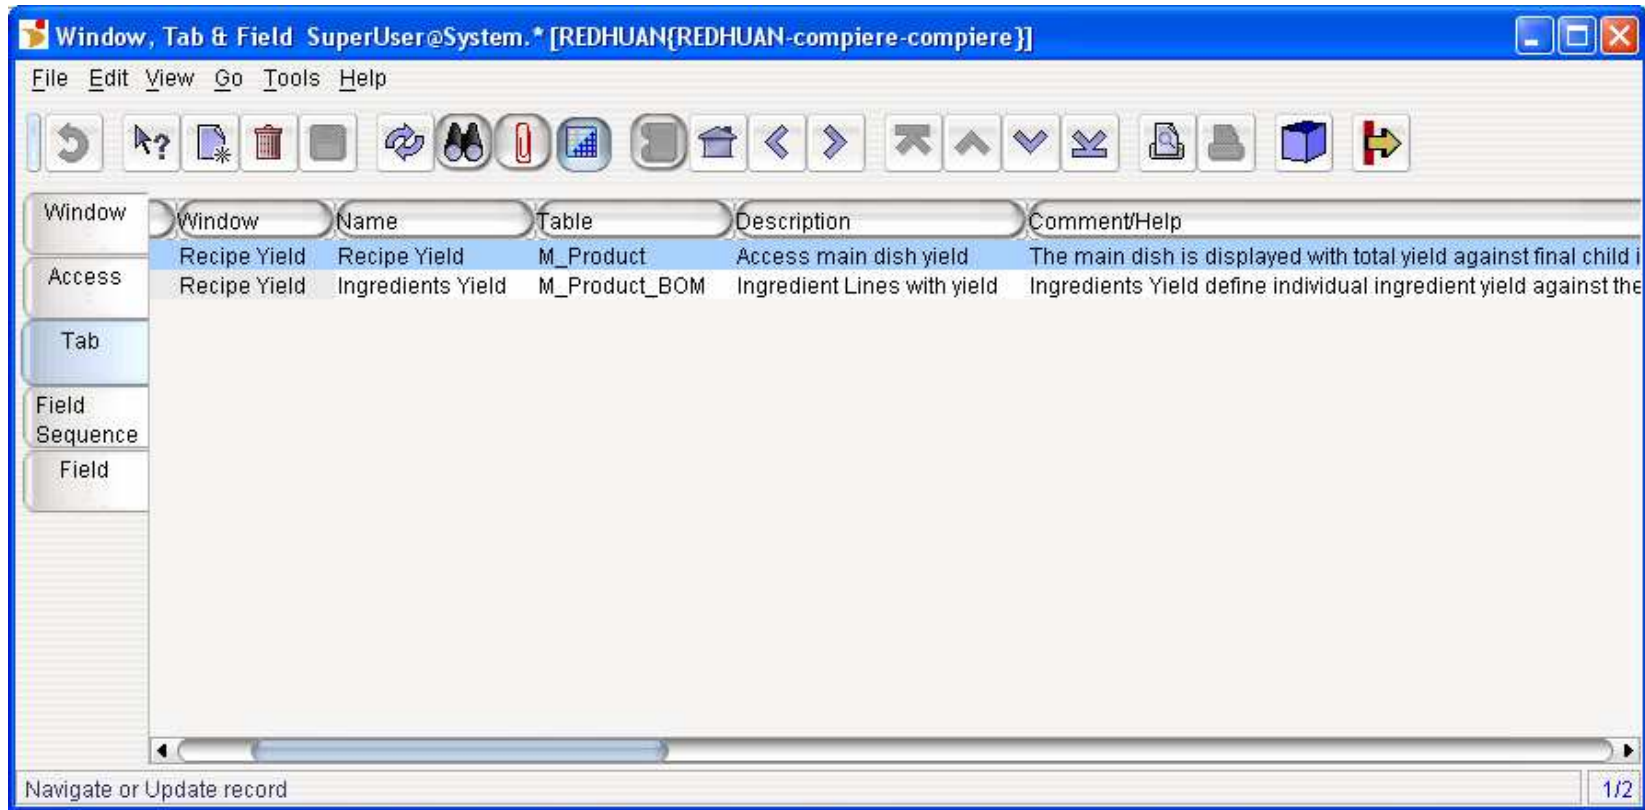 Window, Tab & Field SuperUser@System.* [REDHUAN{REDHUAN-compiere-compiere}]
File Edit View Go Tools Help
Window
Access
Tab
Field
Sequence
Field
Window Name Table Description Comment/Help
Recipe Yield Recipe Yield M_Product Access main dish yield The main dish is displayed with total yield against final child i
Recipe Yield Ingredients Yield M_Product_BOM Ingredient Lines with yield Ingredients Yield define individual ingredient yield against the
Navigate or Update record 1/2